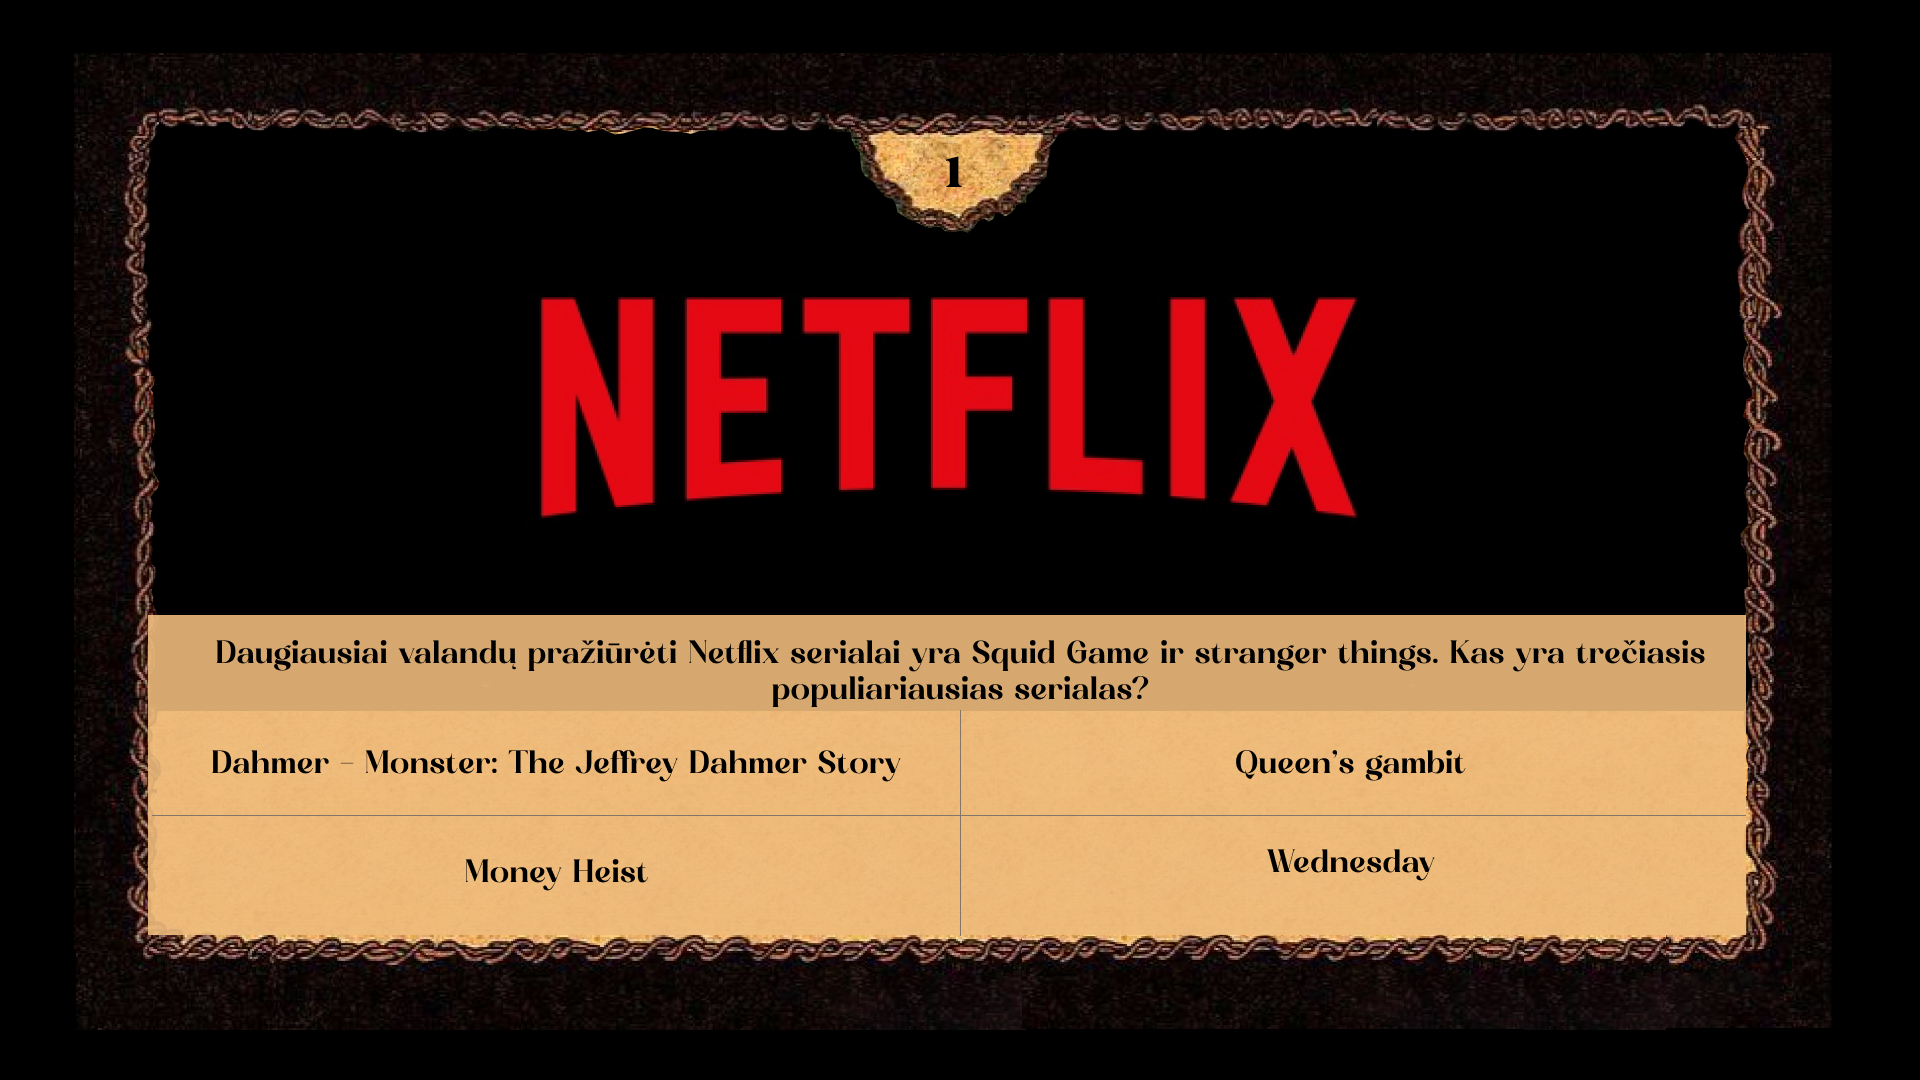 1
NETFLIX
Daugiausiai valandų pražiūrėti Netflix serialai yra Squid Game ir stranger things. Kas yra trečiasis
populiariausias serialas?
Dahmer – Monster: The Jeffrey Dahmer Story
Queen's gambit
Money Heist
Wednesday